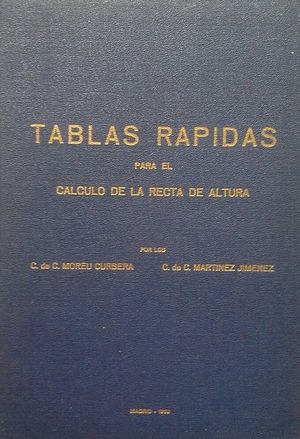 TABLAS RAPIDAS
PARA EL
CALCULO DE LA RECTA DE ALTURA
POR LOS
C. de C. MOREU CURBERA C. de C. MARTINEZ JIMENEZ
MADRID -